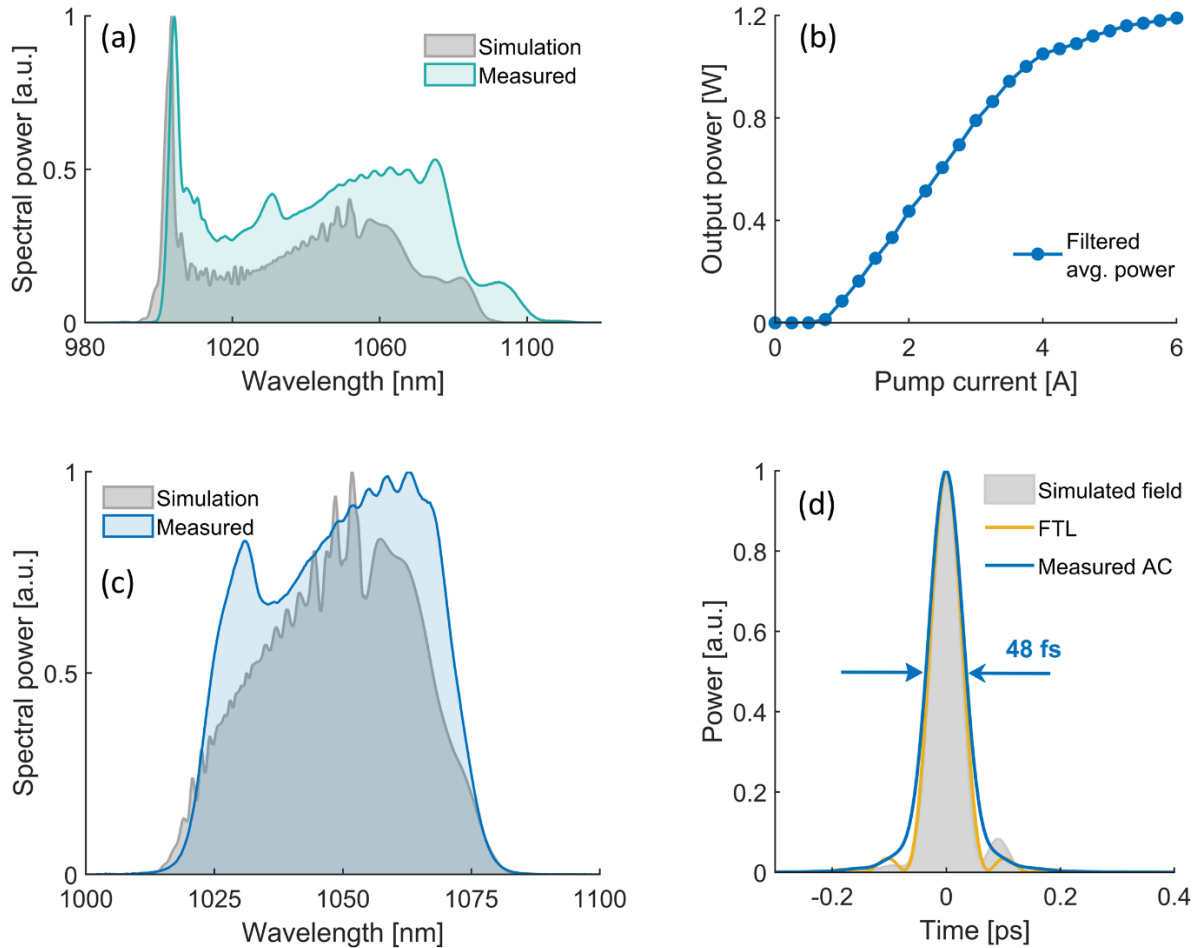 (a)
Simulation
Measured
1
0.5
0
Spectral power [a.u.]
980
1020
1060
1100
Wavelength [nm]
(b)
1.2
0.8
0.4
0
Output power [W]
Filtered
avg. power
0
2
4
6
Pump current [A]
(c)
Simulation
Measured
1
0.5
0
Spectral power [a.u.]
1000
1025
1050
1075
1100
Wavelength [nm]
(d)
Simulated field
FTL
Measured AC
48 fs
1
0.8
0.6
0.4
0.2
0
Power [a.u.]
-0.2
0
0.2
0.4
Time [ps]